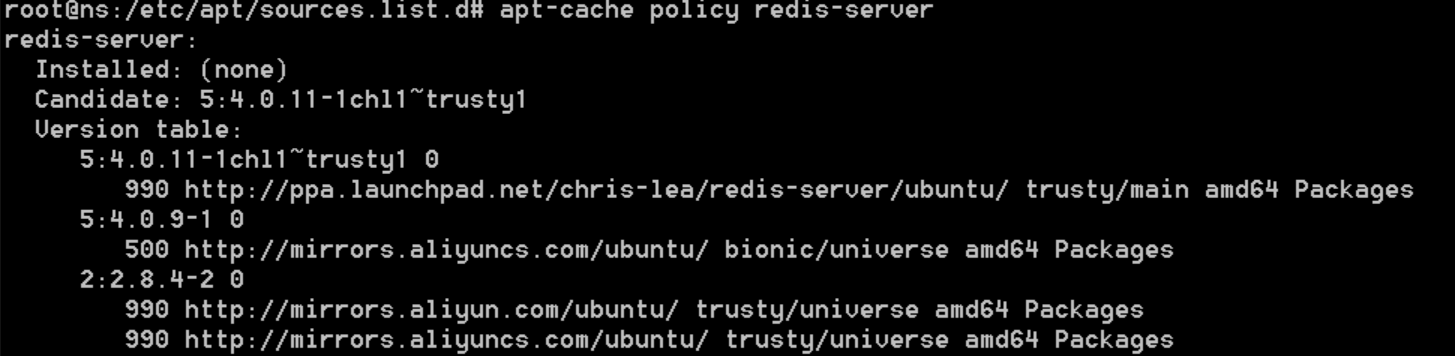 root@ns:/etc/apt/sources.list.d# apt-cache policy redis-server
redis-server:
  Installed: (none)
  Candidate: 5:4.0.11-1chl1~trusty1
  Version table:
     5:4.0.11-1chl1~trusty1 0
        990 http://ppa.launchpad.net/chris-lea/redis-server/ubuntu/ trusty/main amd64 Packages
     5:4.0.9-1 0
        500 http://mirrors.aliyuncs.com/ubuntu/ bionic/universe amd64 Packages
     2:2.8.4-2 0
        990 http://mirrors.aliyun.com/ubuntu/ trusty/universe amd64 Packages
        990 http://mirrors.aliyuncs.com/ubuntu/ trusty/universe amd64 Packages